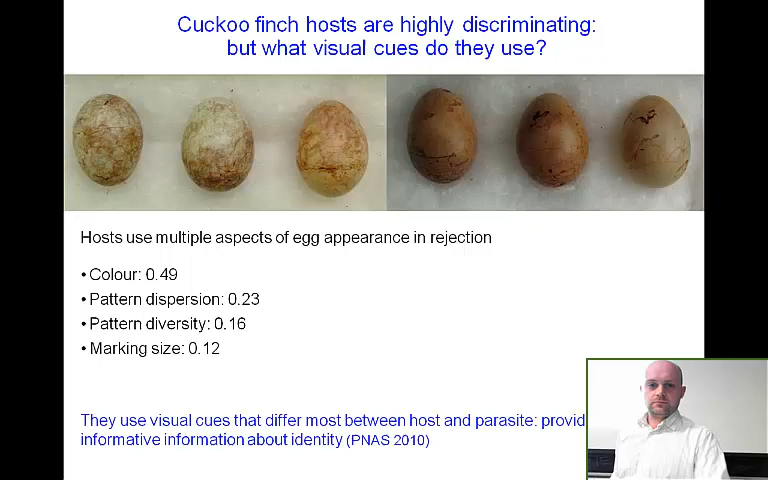 Cuckoo finch hosts are highly discriminating:
but what visual cues do they use?
Hosts use multiple aspects of egg appearance in rejection
• Colour: 0.49
• Pattern dispersion: 0.23
• Pattern diversity: 0.16
• Marking size: 0.12
They use visual cues that differ most between host and parasite: provid
informative information about identity (PNAS 2010)